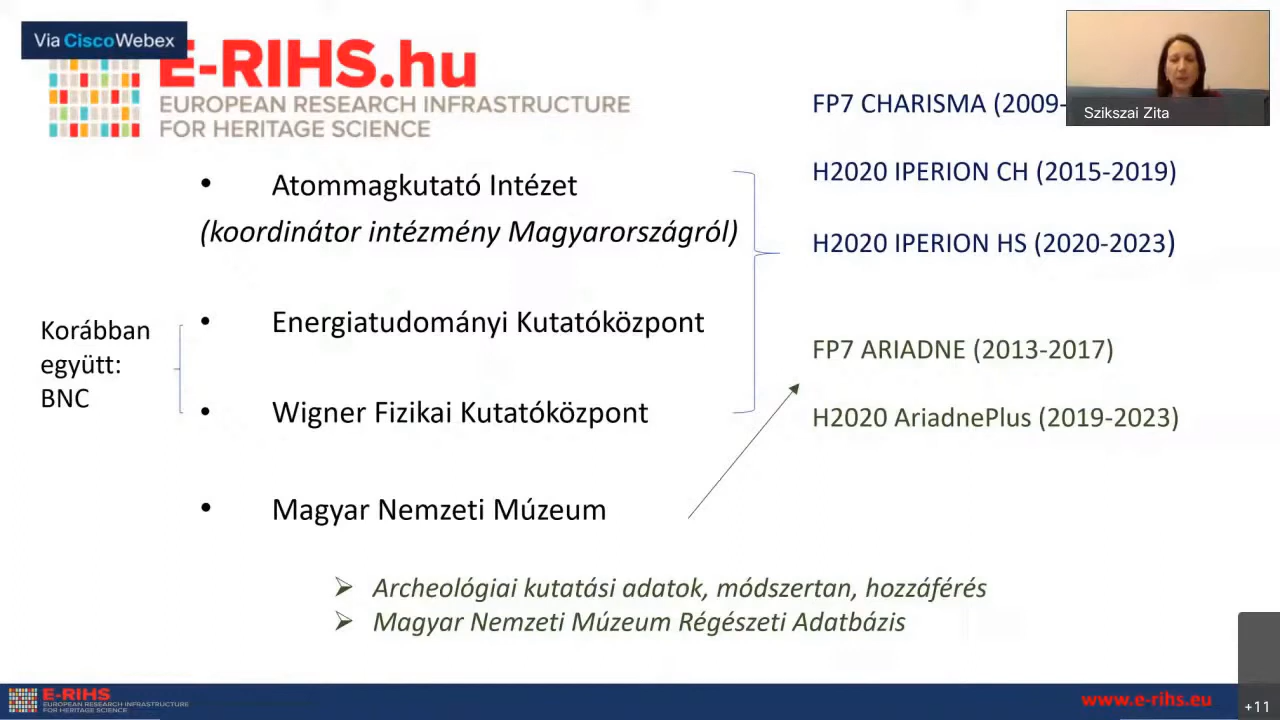 Via Cisco Webex
E-RIHS.hu
EUROPEAN RESEARCH INFRASTRUCTURE
FOR HERITAGE SCIENCE
Szikszai Zita
FP7 CHARISMA (2009-
H2020 IPERION CH (2015-2019)
H2020 IPERION HS (2020-2023)
• Atommagkutató Intézet
(koordinátor intézmény Magyarországról)
Korábban
együtt:
BNC
• Energiatudományi Kutatóközpont
• Wigner Fizikai Kutatóközpont
FP7 ARIADNE (2013-2017)
H2020 AriadnePlus (2019-2023)
• Magyar Nemzeti Múzeum
➢ Archeológiai kutatási adatok, módszertan, hozzáférés
➢ Magyar Nemzeti Múzeum Régészeti Adatbázis
E-RIHS
EUROPEAN RESEARCH INFRASTRUCTURE
FOR HERITAGE SCIENCE
www.e-rihs.eu
+11